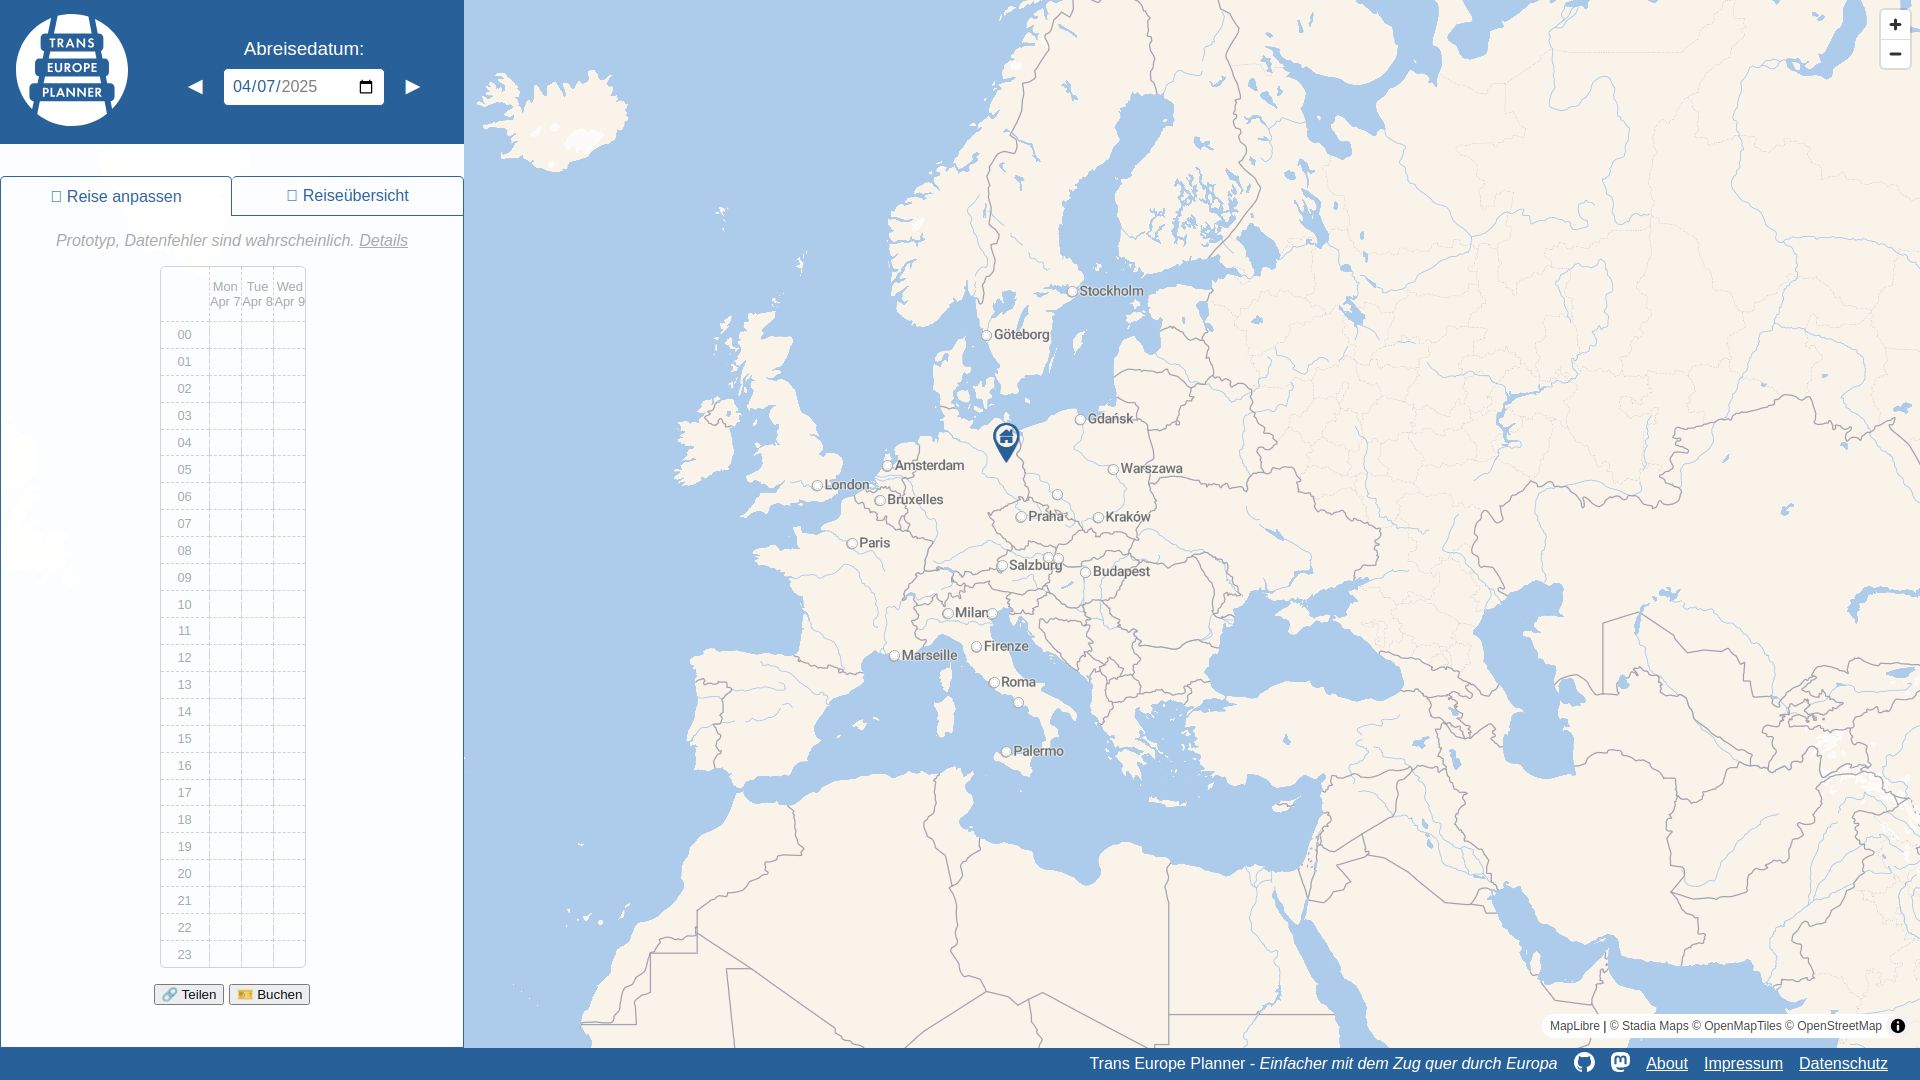 TRANS
EUROPE
PLANNER
Abreisedatum:
◀ 04/07/2025 ▶
Reise anpassen
Reiseübersicht
Prototyp, Datenfehler sind wahrscheinlich. Details
Mon Tue Wed
Apr 7 Apr 8 Apr 9
00
01
02
03
04
05
06
07
08
09
10
11
12
13
14
15
16
17
18
19
20
21
22
23
🔗 Teilen 🎫 Buchen
Stockholm
Göteborg
Gdańsk
Amsterdam
Warszawa
London
Bruxelles
Praha
Kraków
Paris
Salzburg
Budapest
Milan
Firenze
Marseille
Roma
Palermo
+
−
MapLibre | © Stadia Maps © OpenMapTiles © OpenStreetMap
Trans Europe Planner - Einfacher mit dem Zug quer durch Europa About Impressum Datenschutz